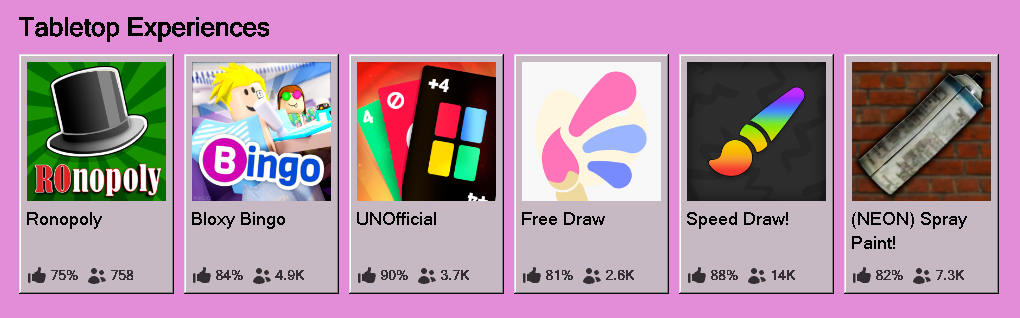 Tabletop Experiences
ROnopoly
Bingo
4
+4
+4
Ronopoly
Bloxy Bingo
UNOfficial
Free Draw
Speed Draw!
(NEON) Spray
Paint!
75% 758
84% 4.9K
90% 3.7K
81% 2.6K
88% 14K
82% 7.3K